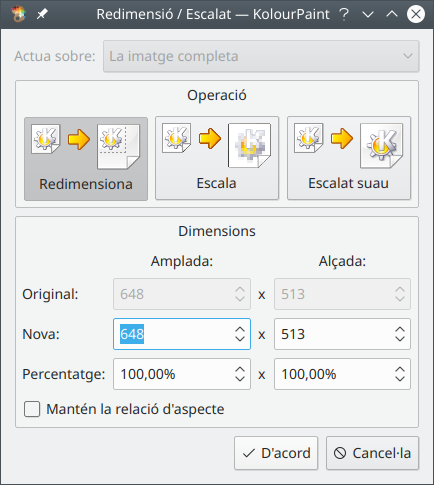 Redimensió / Escalat — KolourPaint
Actua sobre: La imatge completa
Operació
Redimensiona Escala Escalat suau
Dimensions
Amplada: Alçada:
Original: 648 x 513
Nova: 648 x 513
Percentatge: 100,00% x 100,00%
Mantén la relació d'aspecte
D'acord Cancel·la